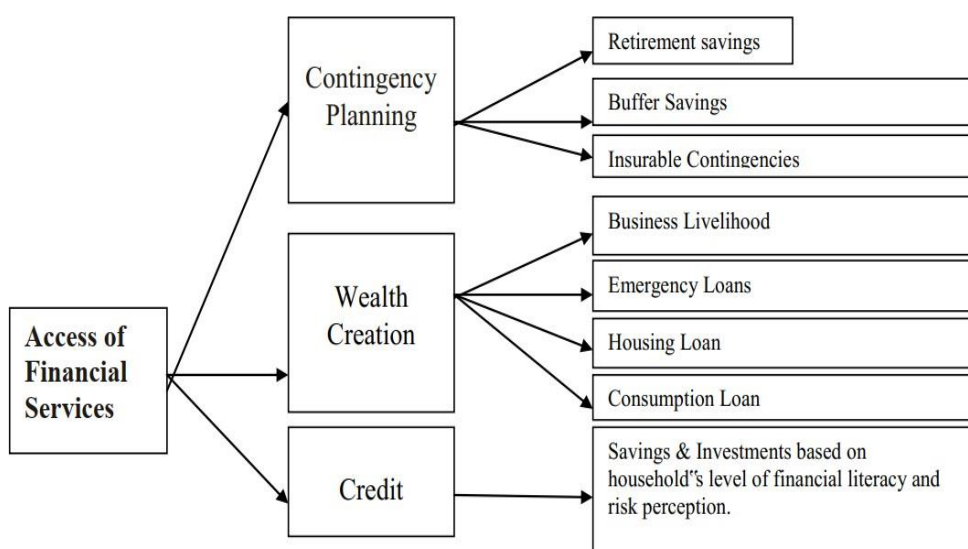 Access of
Financial
Services
Contingency
Planning
Retirement savings
Buffer Savings
Insurable Contingencies
Wealth
Creation
Business Livelihood
Emergency Loans
Housing Loan
Consumption Loan
Credit
Savings & Investments based on
household‟s level of financial literacy and
risk perception.